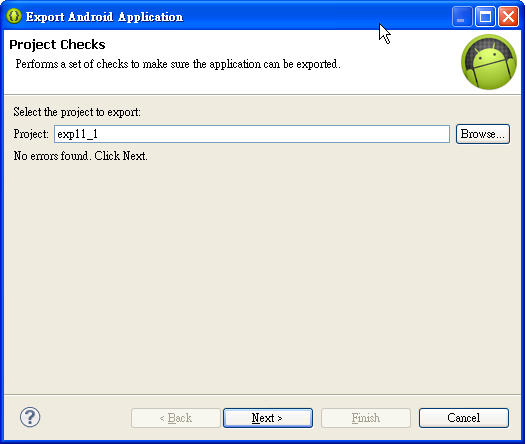 Export Android Application
Project Checks
Performs a set of checks to make sure the application can be exported.
Select the project to export:
Project: exp11_1 Browse...
No errors found. Click Next.
? < Back Next > Finish Cancel